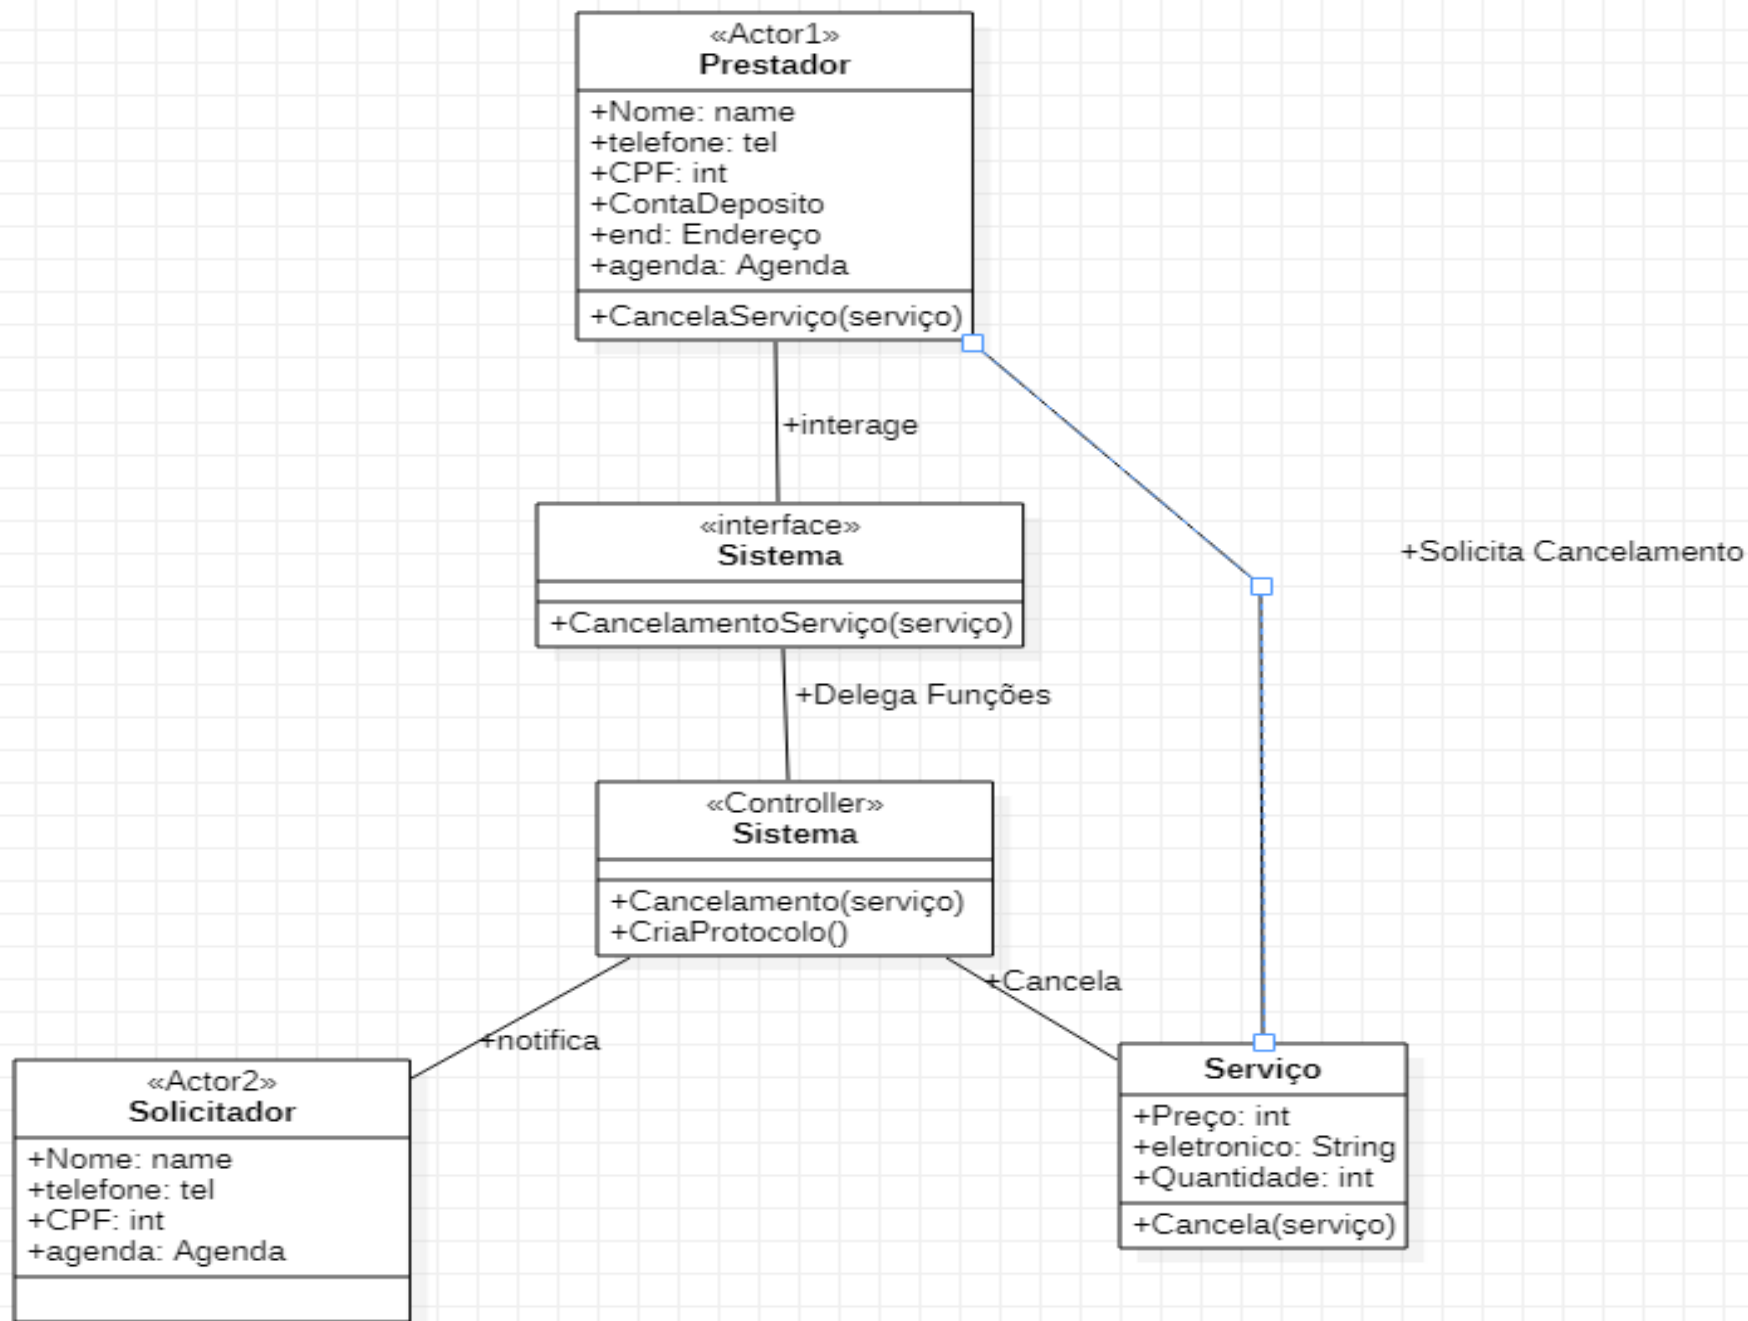 «Actor1»
Prestador
+Nome: name
+telefone: tel
+CPF: int
+ContaDeposito
+end: Endereço
+agenda: Agenda
+CancelaServiço(serviço)
+interage
«interface»
Sistema
+Solicita Cancelamento
+CancelamentoServiço(serviço)
+Delega Funções
«Controller»
Sistema
+Cancelamento(serviço)
+CriaProtocolo()
+Cancela
+notifica
«Actor2»
Solicitador
+Nome: name
+telefone: tel
+CPF: int
+agenda: Agenda
Serviço
+Preço: int
+eletronico: String
+Quantidade: int
+Cancela(serviço)